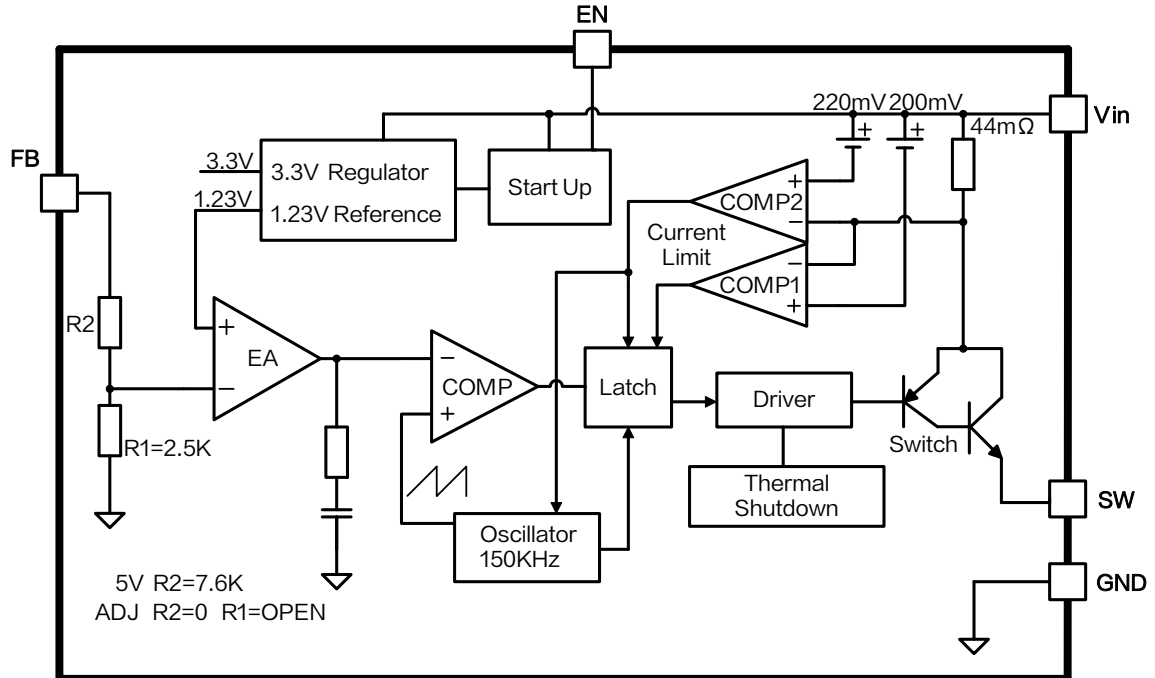 EN
220mV 200mV
44mΩ
Vin
FB
3.3V
3.3V Regulator
1.23V
1.23V Reference
Start Up
+
+
+
COMP2
−
Current
Limit
−
COMP1
+
R2
+
EA
−
−
COMP
+
Latch
Driver
Switch
R1=2.5K
Thermal
Shutdown
SW
Oscillator
150KHz
5V R2=7.6K
ADJ R2=0 R1=OPEN
GND